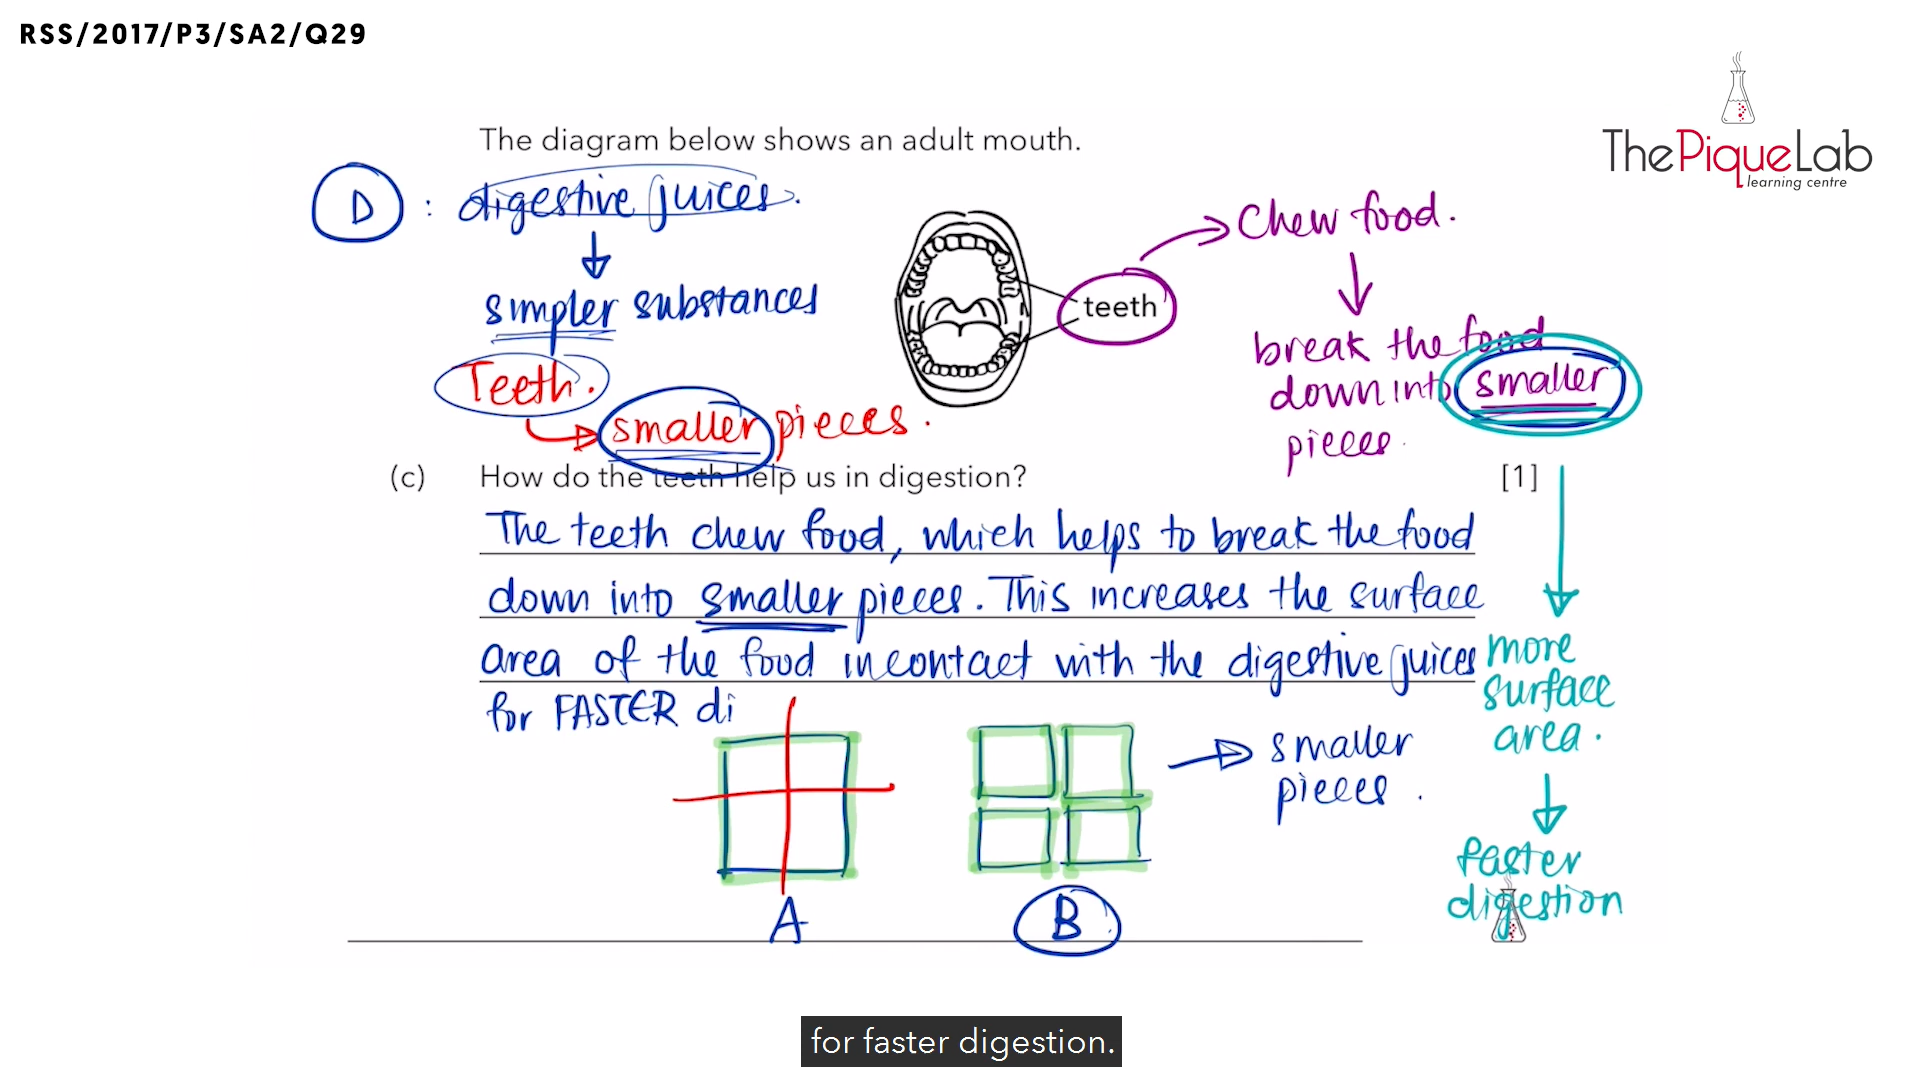 RSS/2017/P3/SA2/Q29
ThePiqueLab
learning centre
The diagram below shows an adult mouth.
D : digestive juices.
simpler substances
Teeth.
smaller pieces.
teeth
Chew food.
break the food
down into smaller
pieces.
(c) How do the teeth help us in digestion? [1]
The teeth chew food, which helps to break the food
down into smaller pieces. This increases the surface
area of the food in contact with the digestive juices
for FASTER di
more
surface
area.
faster
digestion
smaller
pieces.
A
B
for faster digestion.